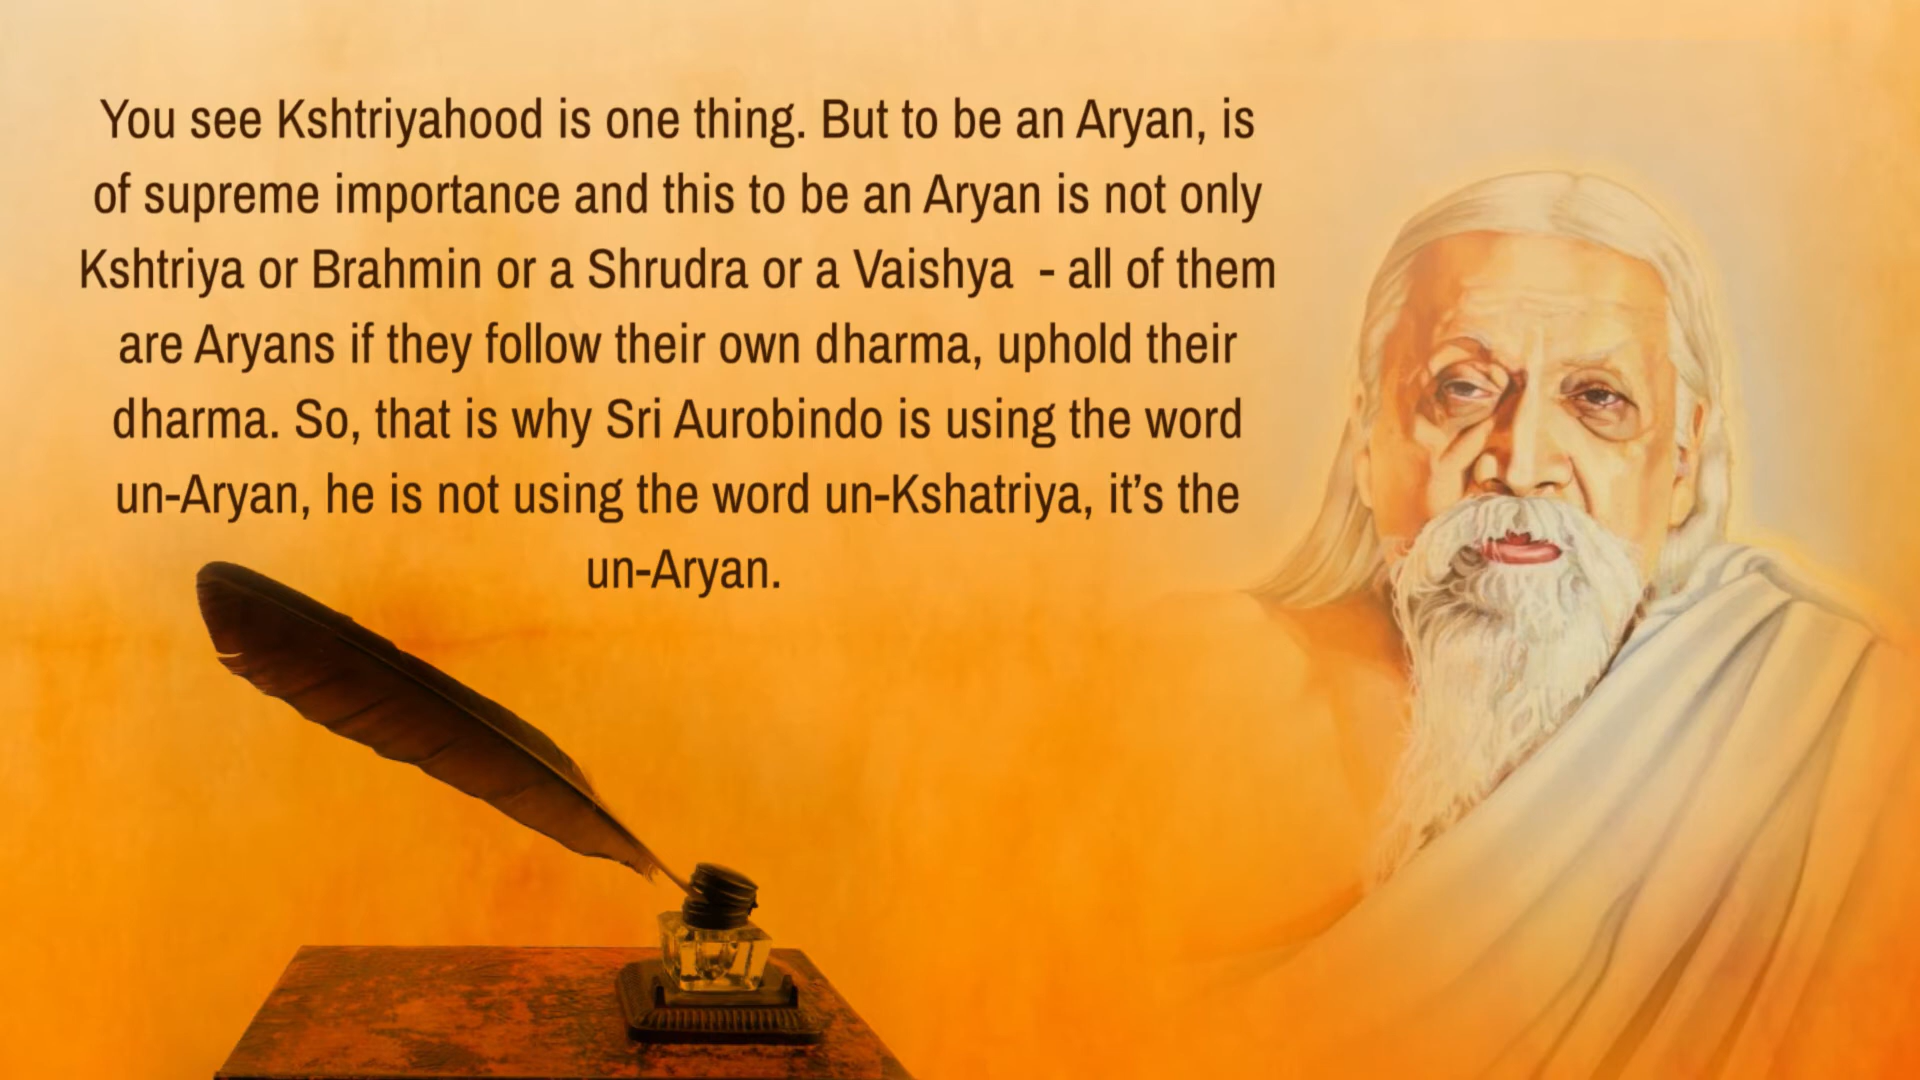 You see Kshtriyahood is one thing. But to be an Aryan, is
of supreme importance and this to be an Aryan is not only
Kshtriya or Brahmin or a Shrudra or a Vaishya  - all of them
are Aryans if they follow their own dharma, uphold their
dharma. So, that is why Sri Aurobindo is using the word
un-Aryan, he is not using the word un-Kshatriya, it’s the
un-Aryan.